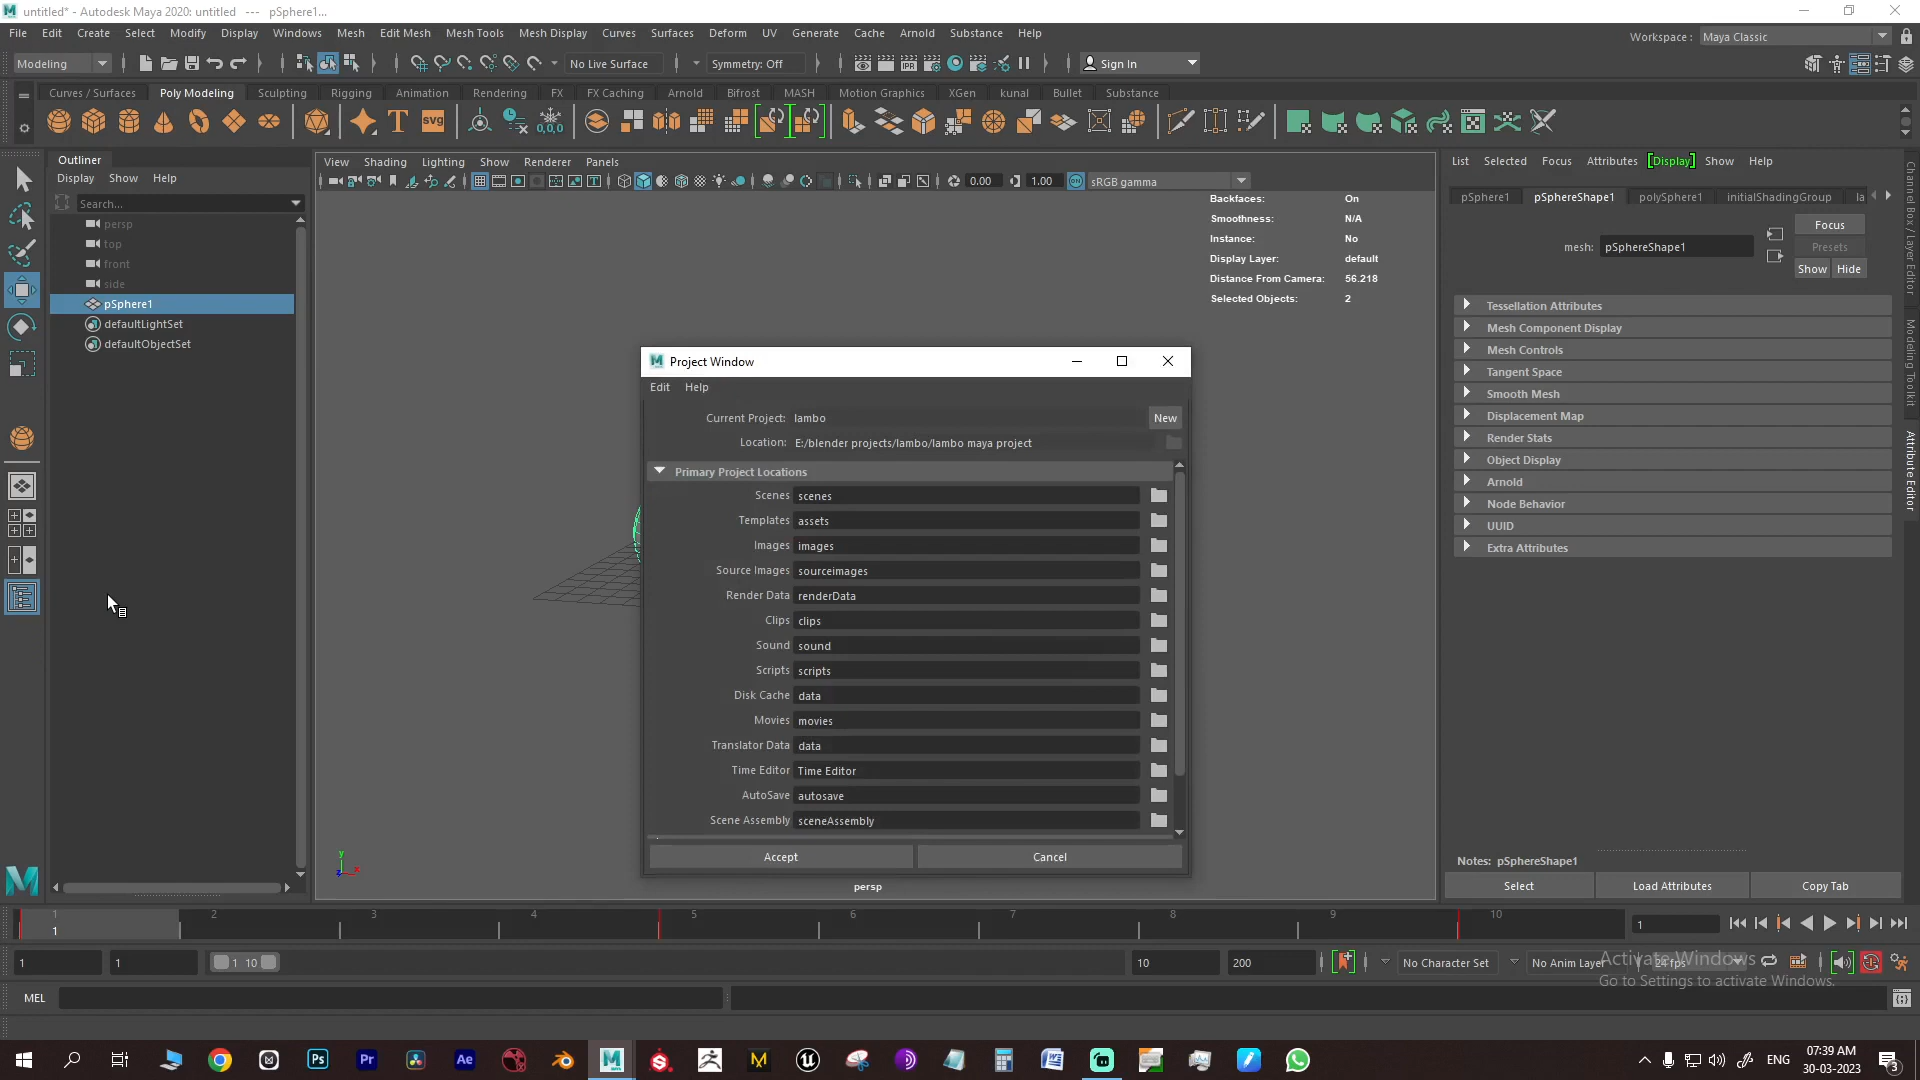 untitled* - Autodesk Maya 2020: untitled --- pSphere1...
File Edit Create Select Modify Display Windows Mesh Edit Mesh Mesh Tools Mesh Display Curves Surfaces Deform UV Generate Cache Arnold Substance Help
Workspace : Maya Classic
Modeling No Live Surface Symmetry: Off Sign In
Curves / Surfaces Poly Modeling Sculpting Rigging Animation Rendering FX FX Caching Arnold Bifrost MASH Motion Graphics XGen kunal Bullet Substance
Outliner
Display Show Help
Search...
persp
top
front
side
pSphere1
defaultLightSet
defaultObjectSet
View Shading Lighting Show Renderer Panels
0.00 1.00 sRGB gamma
Backfaces: On
Smoothness: N/A
Instance: No
Display Layer: default
Distance From Camera: 56.218
Selected Objects: 2
Project Window
Edit Help
Current Project: lambo New
Location: E:/blender projects/lambo/lambo maya project
Primary Project Locations
Scenes scenes
Templates assets
Images images
Source Images sourceimages
Render Data renderData
Clips clips
Sound sound
Scripts scripts
Disk Cache data
Movies movies
Translator Data data
Time Editor Time Editor
AutoSave autosave
Scene Assembly sceneAssembly
Accept Cancel
persp
List Selected Focus Attributes Display Show Help
pSphere1 pSphereShape1 polySphere1 initialShadingGroup la
Focus
mesh: pSphereShape1
Presets
Show Hide
Tessellation Attributes
Mesh Component Display
Mesh Controls
Tangent Space
Smooth Mesh
Displacement Map
Render Stats
Object Display
Arnold
Node Behavior
UUID
Extra Attributes
Notes: pSphereShape1
Select Load Attributes Copy Tab
Channel Box / Layer Editor
Modeling Toolkit
Attribute Editor
1 2 3 4 5 6 7 8 9 10
1
1
1 1 1 10 10 200 No Character Set No Anim Layer 24 fps
Activate Windows
Go to Settings to activate Windows.
MEL
ENG 07:39 AM
30-03-2023